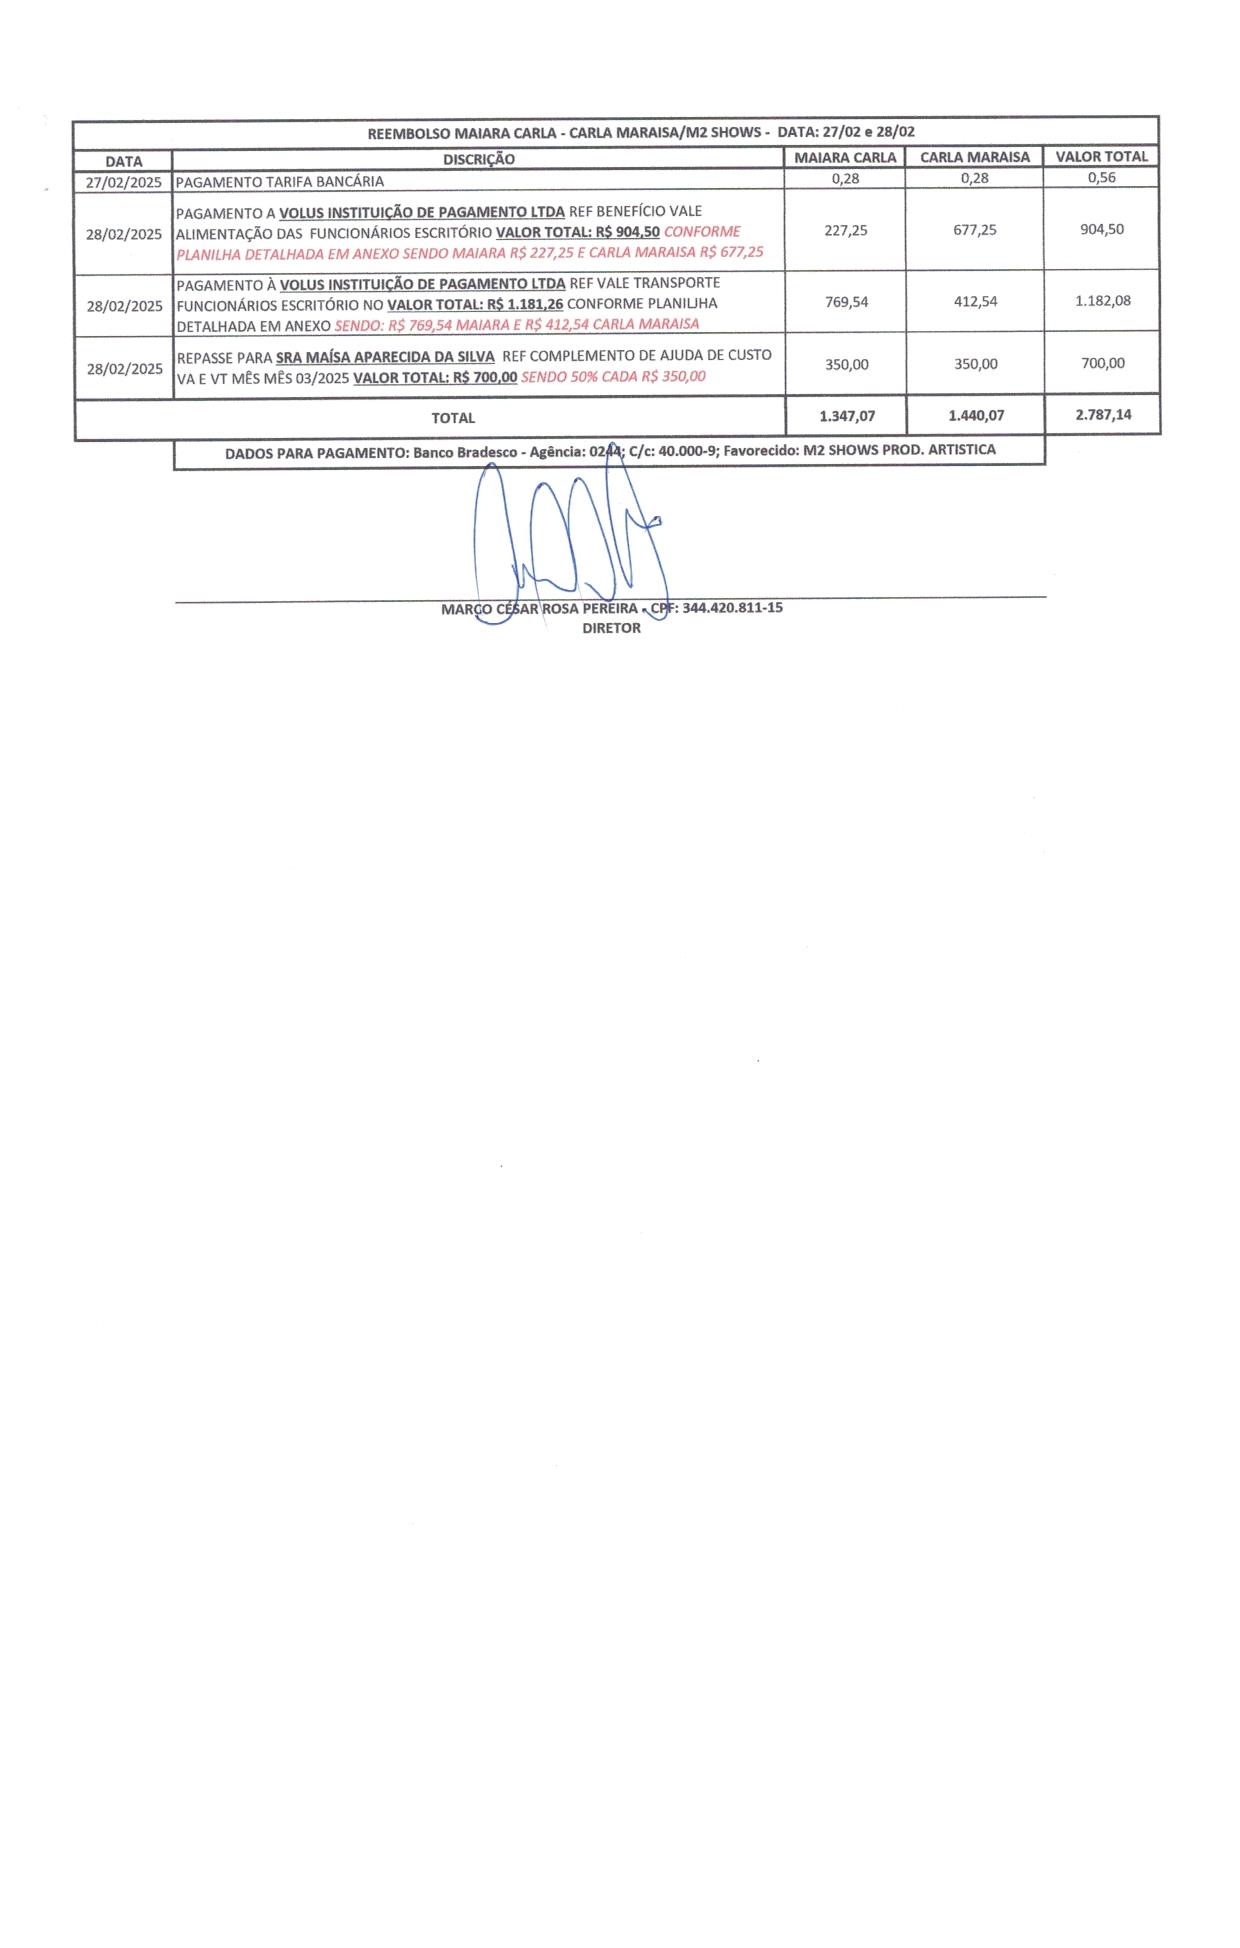 REEMBOLSO MAIARA CARLA - CARLA MARAISA/M2 SHOWS - DATA: 27/02 e 28/02
DATA DISCRIÇÃO MAIARA CARLA CARLA MARAISA VALOR TOTAL
27/02/2025 PAGAMENTO TARIFA BANCÁRIA 0,28 0,28 0,56
PAGAMENTO A VOLUS INSTITUIÇÃO DE PAGAMENTO LTDA REF BENEFÍCIO VALE
28/02/2025 ALIMENTAÇÃO DAS FUNCIONÁRIOS ESCRITÓRIO VALOR TOTAL: R$ 904,50 CONFORME 227,25 677,25 904,50
PLANILHA DETALHADA EM ANEXO SENDO MAIARA R$ 227,25 E CARLA MARAISA R$ 677,25
PAGAMENTO À VOLUS INSTITUIÇÃO DE PAGAMENTO LTDA REF VALE TRANSPORTE
28/02/2025 FUNCIONÁRIOS ESCRITÓRIO NO VALOR TOTAL: R$ 1.181,26 CONFORME PLANILHA 769,54 412,54 1.182,08
DETALHADA EM ANEXO SENDO: R$ 769,54 MAIARA E R$ 412,54 CARLA MARAISA
REPASSE PARA SRA MAÍSA APARECIDA DA SILVA REF COMPLEMENTO DE AJUDA DE CUSTO
28/02/2025 VA E VT MÊS MÊS 03/2025 VALOR TOTAL: R$ 700,00 SENDO 50% CADA R$ 350,00 350,00 350,00 700,00
TOTAL 1.347,07 1.440,07 2.787,14
DADOS PARA PAGAMENTO: Banco Bradesco - Agência: 0244; C/c: 40.000-9; Favorecido: M2 SHOWS PROD. ARTISTICA
MARCO CÉSAR ROSA PEREIRA - CPF: 344.420.811-15
DIRETOR